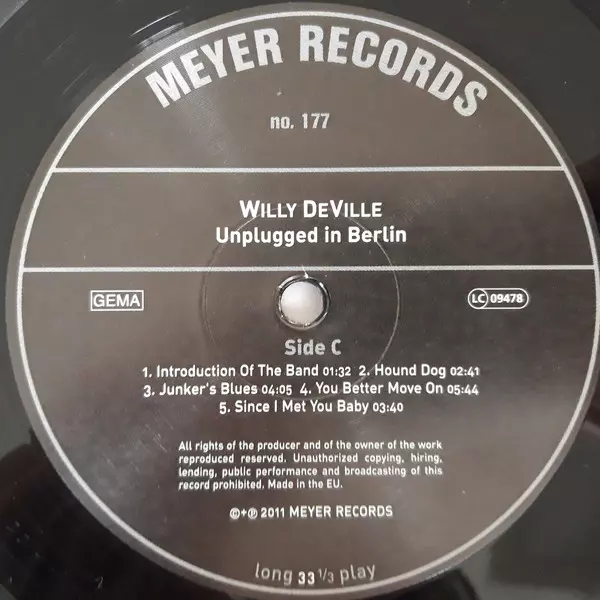 MEYER RECORDS
no. 177
WILLY DEVILLE
Unplugged in Berlin
GEMA
LC 09478
Side C
1. Introduction Of The Band 01:32 2. Hound Dog 02:41
3. Junker's Blues 04:05 4. You Better Move On 05:44
5. Since I Met You Baby 03:40
All rights of the producer and of the owner of the work
reproduced reserved. Unauthorized copying, hiring,
lending, public performance and broadcasting of this
record prohibited. Made in the EU.
©+℗ 2011 MEYER RECORDS
long 33 1/3 play